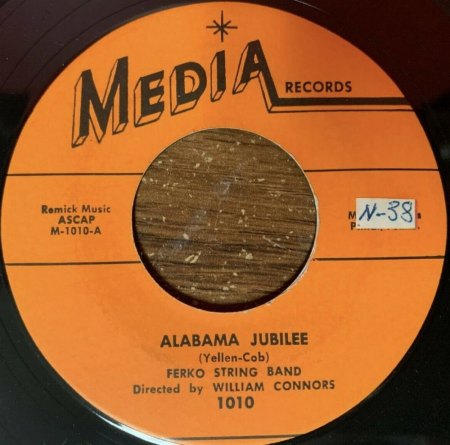 MEDIA
RECORDS
Remick Music
ASCAP
M-1010-A
N-38
ALABAMA JUBILEE
(Yellen-Cob)
FERKO STRING BAND
Directed by WILLIAM CONNORS
1010